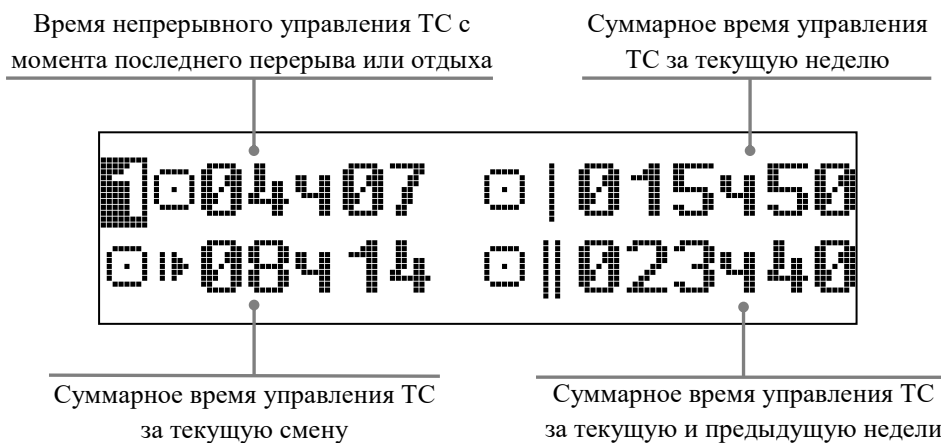 Время непрерывного управления ТС с
момента последнего перерыва или отдыха
Суммарное время управления
ТС за текущую неделю
1 04ч07 015ч50
08ч14 023ч40
Суммарное время управления ТС
за текущую смену
Суммарное время управления ТС
за текущую и предыдущую недели